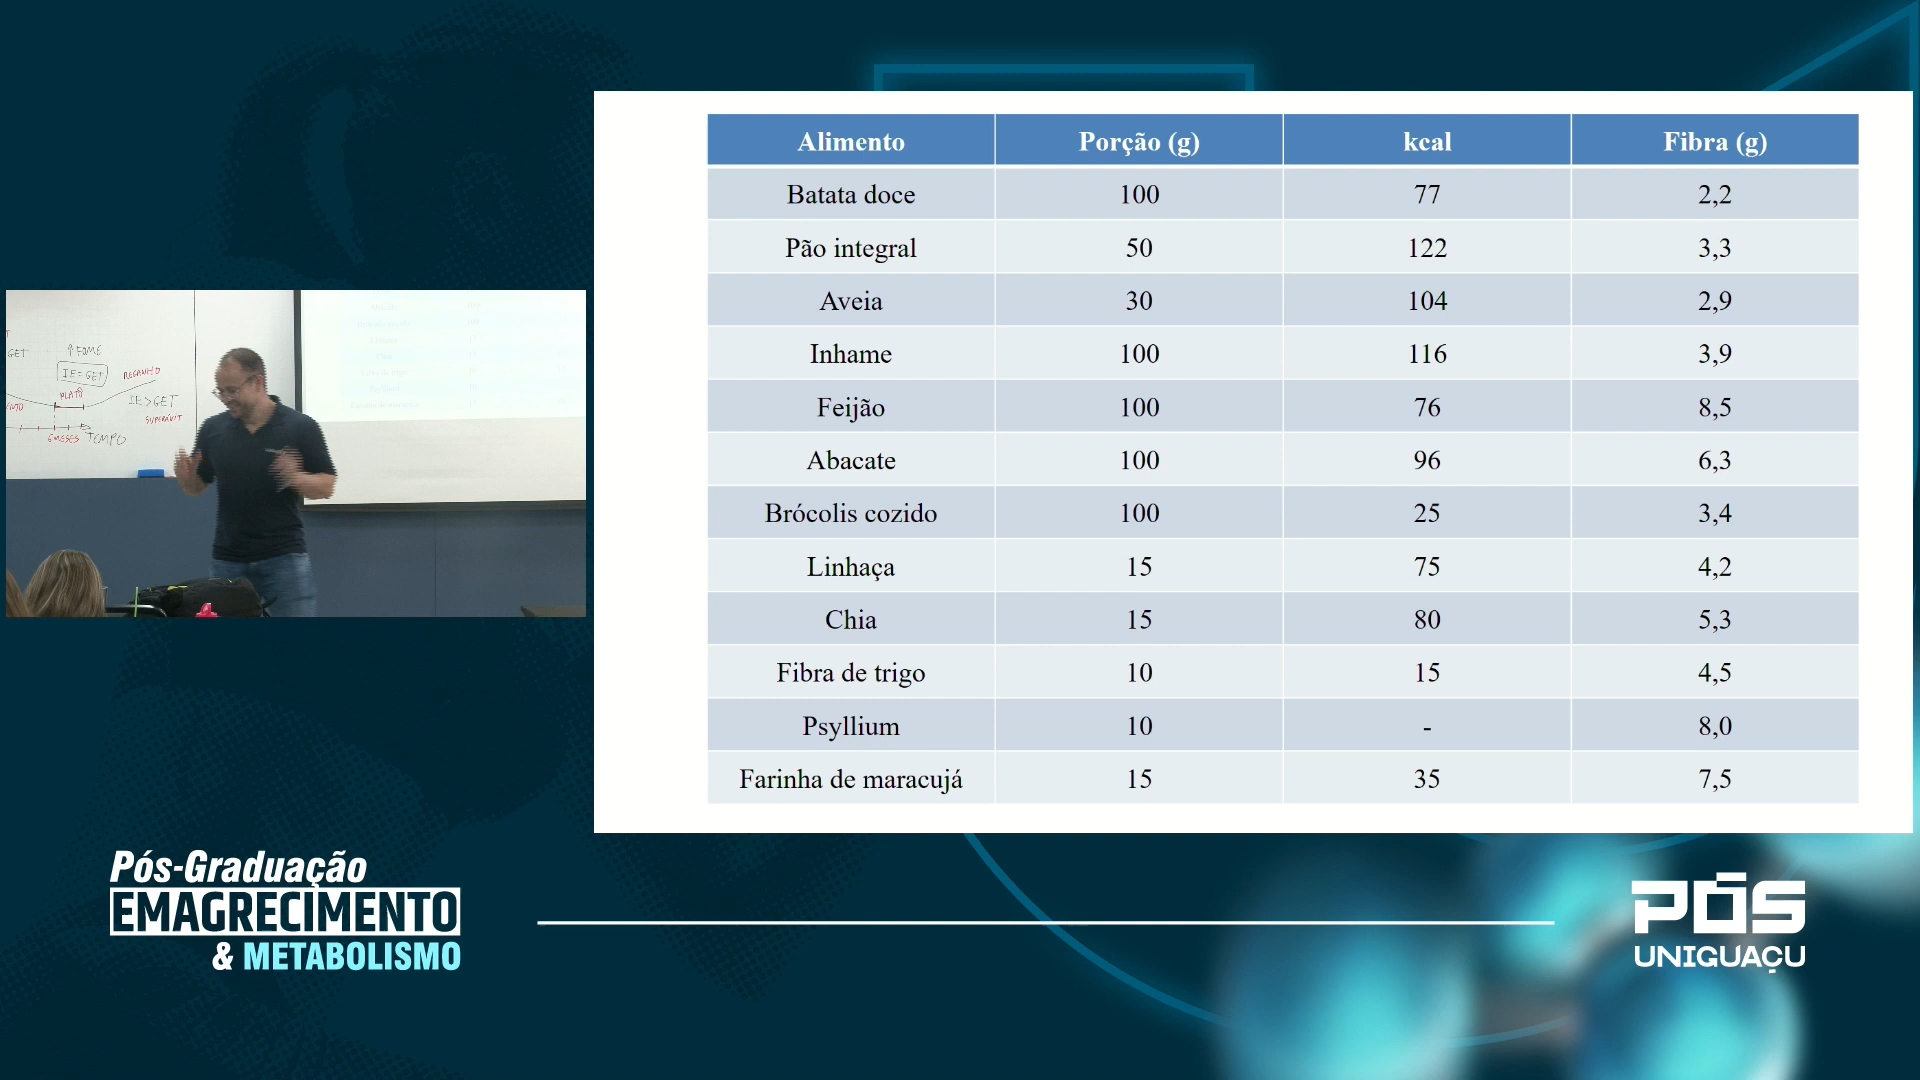 Alimento Porção (g) kcal Fibra (g)
Batata doce 100 77 2,2
Pão integral 50 122 3,3
Aveia 30 104 2,9
Inhame 100 116 3,9
Feijão 100 76 8,5
Abacate 100 96 6,3
Brócolis cozido 100 25 3,4
Linhaça 15 75 4,2
Chia 15 80 5,3
Fibra de trigo 10 15 4,5
Psyllium 10 - 8,0
Farinha de maracujá 15 35 7,5
GET
↑ FOME
IE = GET
REGANHO
PLATÔ
IE > GET
SUPERÁVIT
6 MESES TEMPO
Pós-Graduação
EMAGRECIMENTO
& METABOLISMO
PÓS
UNIGUAÇU